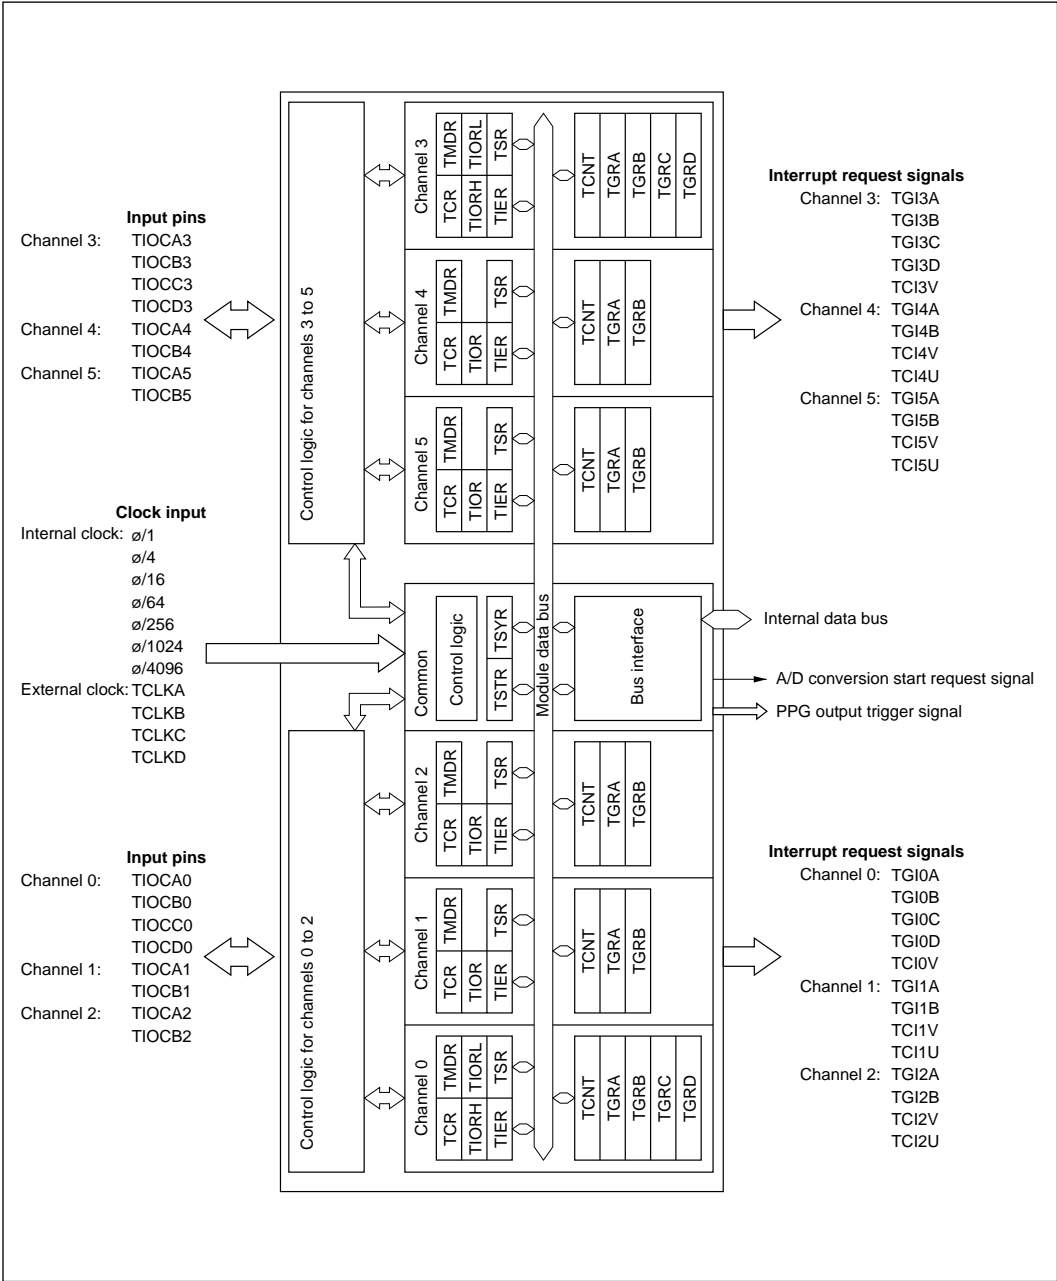 Input pins
Channel 3: TIOCA3
TIOCB3
TIOCC3
TIOCD3
Channel 4: TIOCA4
TIOCB4
Channel 5: TIOCA5
TIOCB5
Clock input
Internal clock: ø/1
ø/4
ø/16
ø/64
ø/256
ø/1024
ø/4096
External clock: TCLKA
TCLKB
TCLKC
TCLKD
Input pins
Channel 0: TIOCA0
TIOCB0
TIOCC0
TIOCD0
Channel 1: TIOCA1
TIOCB1
Channel 2: TIOCA2
TIOCB2
Control logic for channels 3 to 5
Control logic for channels 0 to 2
Channel 3
TCR TMDR
TIORH TIORL
TIER TSR
TCNT
TGRA
TGRB
TGRC
TGRD
Channel 4
TCR TMDR
TIOR
TIER TSR
TCNT
TGRA
TGRB
Channel 5
TCR TMDR
TIOR
TIER TSR
TCNT
TGRA
TGRB
Common
Control logic
TSTR TSYR
Module data bus
Bus interface
Channel 2
TCR TMDR
TIOR
TIER TSR
TCNT
TGRA
TGRB
Channel 1
TCR TMDR
TIOR
TIER TSR
TCNT
TGRA
TGRB
Channel 0
TCR TMDR
TIORH TIORL
TIER TSR
TCNT
TGRA
TGRB
TGRC
TGRD
Interrupt request signals
Channel 3: TGI3A
TGI3B
TGI3C
TGI3D
TCI3V
Channel 4: TGI4A
TGI4B
TCI4V
TCI4U
Channel 5: TGI5A
TGI5B
TCI5V
TCI5U
Internal data bus
A/D conversion start request signal
PPG output trigger signal
Interrupt request signals
Channel 0: TGI0A
TGI0B
TGI0C
TGI0D
TCI0V
Channel 1: TGI1A
TGI1B
TCI1V
TCI1U
Channel 2: TGI2A
TGI2B
TCI2V
TCI2U